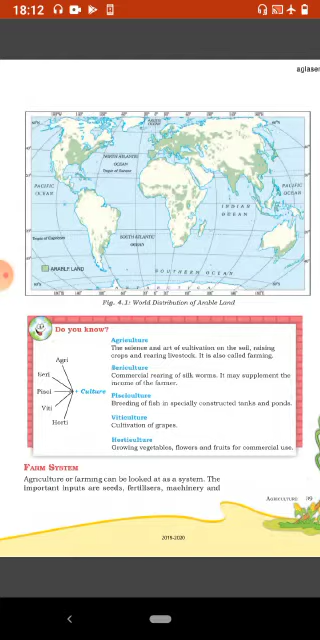 18:12
aglasem
NORTH ATLANTIC
OCEAN
Tropic of Cancer
PACIFIC
OCEAN
PACIFIC
OCEAN
INDIAN
OCEAN
Tropic of Capricorn
SOUTH ATLANTIC
OCEAN
SOUTHERN OCEAN
ARABLE LAND
ANTARCTICA
Fig. 4.1: World Distribution of Arable Land
Do you know?
Agri
Seri
Pisci
Viti
Horti
Culture
Agriculture
The science and art of cultivation on the soil, raising
crops and rearing livestock. It is also called farming.
Sericulture
Commercial rearing of silk worms. It may supplement the
income of the farmer.
Pisciculture
Breeding of fish in specially constructed tanks and ponds.
Viticulture
Cultivation of grapes.
Horticulture
Growing vegetables, flowers and fruits for commercial use.
FARM SYSTEM
Agriculture or farming can be looked at as a system. The
important inputs are seeds, fertilisers, machinery and
AGRICULTURE 39
2019-2020